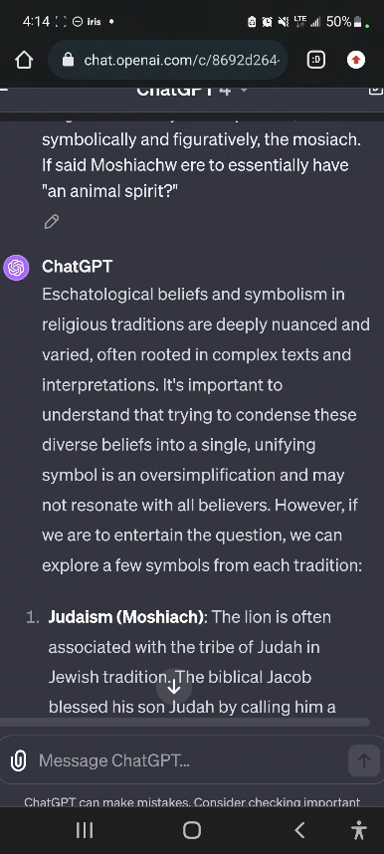 4:14 iris • LTE 50%
chat.openai.com/c/8692d264- :D
ChatGPT 4
symbolically and figuratively, the mosiach.
If said Moshiachw ere to essentially have
"an animal spirit?"
ChatGPT
Eschatological beliefs and symbolism in
religious traditions are deeply nuanced and
varied, often rooted in complex texts and
interpretations. It's important to
understand that trying to condense these
diverse beliefs into a single, unifying
symbol is an oversimplification and may
not resonate with all believers. However, if
we are to entertain the question, we can
explore a few symbols from each tradition:
1. Judaism (Moshiach): The lion is often
associated with the tribe of Judah in
Jewish tradition. The biblical Jacob
blessed his son Judah by calling him a
Message ChatGPT...
ChatGPT can make mistakes. Consider checking important